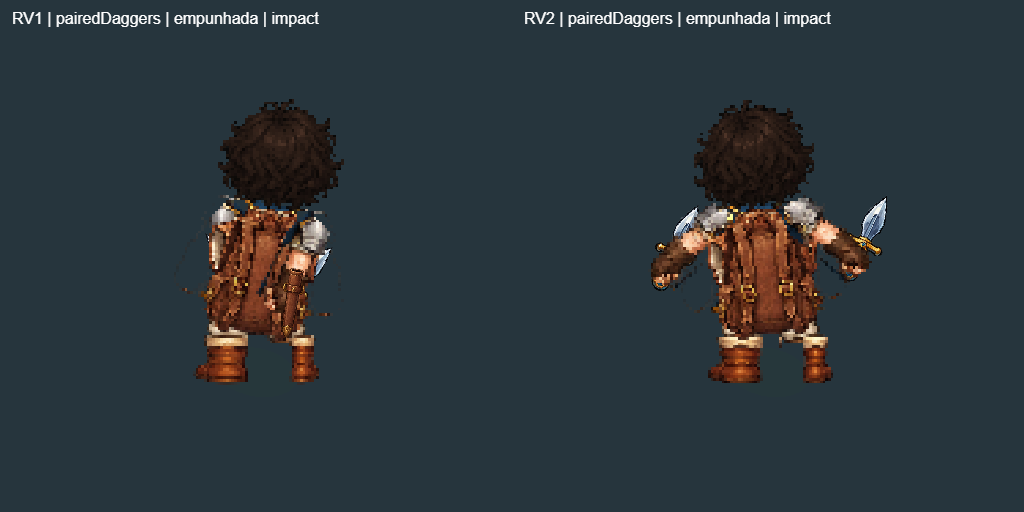 RV1 | pairedDaggers | empunhada | impact
RV2 | pairedDaggers | empunhada | impact